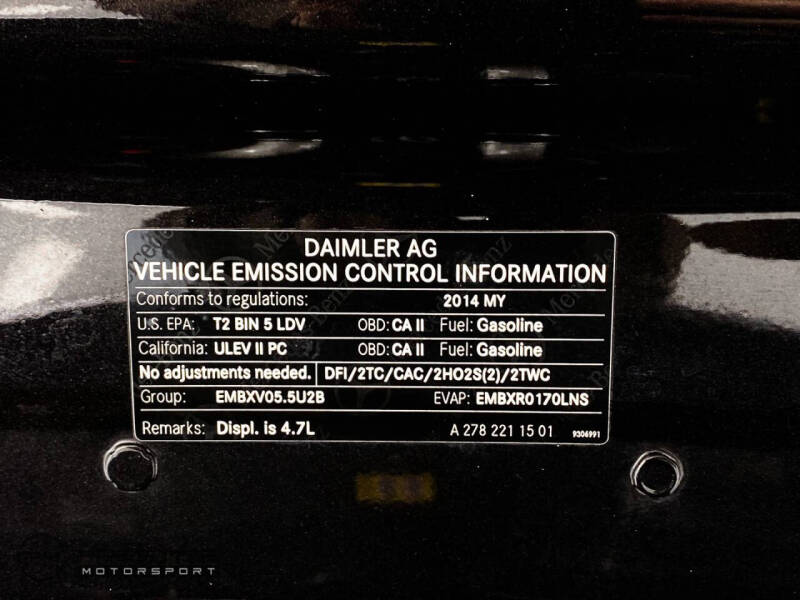 DAIMLER AG
VEHICLE EMISSION CONTROL INFORMATION
Conforms to regulations: 2014 MY
U.S. EPA: T2 BIN 5 LDV OBD: CA II Fuel: Gasoline
California: ULEV II PC OBD: CA II Fuel: Gasoline
No adjustments needed. DFI/2TC/CAC/2HO2S(2)/2TWC
Group: EMBXV05.5U2B EVAP: EMBXR0170LNS
Remarks: Displ. is 4.7L A 278 221 15 01 9306991
MOTORSPORT